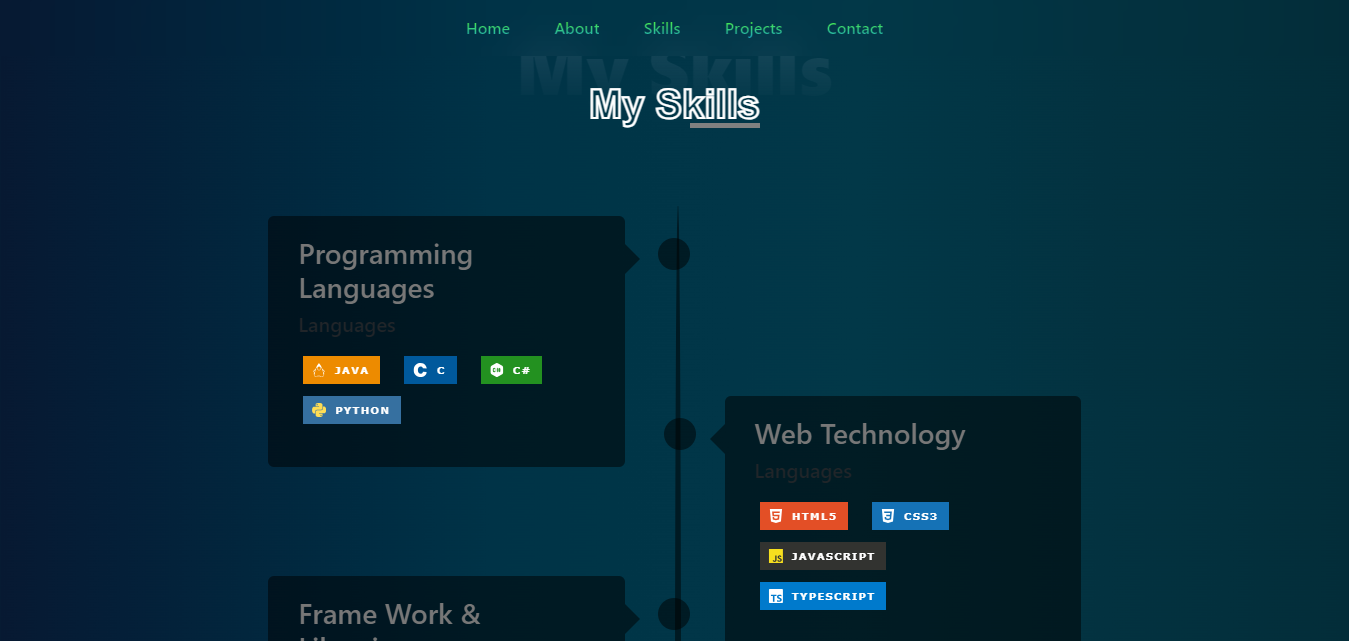 Home About Skills Projects Contact
My Skills
My Skills
Programming
Languages
Languages
JAVA C C#
PYTHON
Web Technology
Languages
HTML5 CSS3
JAVASCRIPT
TYPESCRIPT
Frame Work &